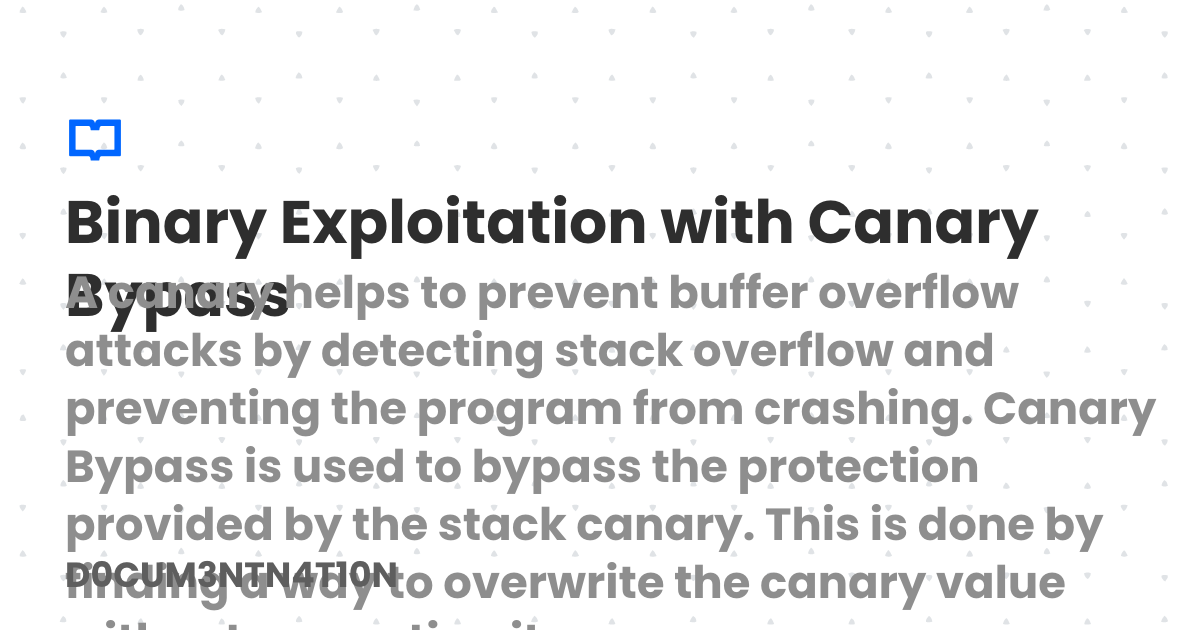 Binary Exploitation with Canary
Bypass
A canary helps to prevent buffer overflow
attacks by detecting stack overflow and
preventing the program from crashing. Canary
Bypass is used to bypass the protection
provided by the stack canary. This is done by
finding a way to overwrite the canary value
D0CUM3NTN4T10N